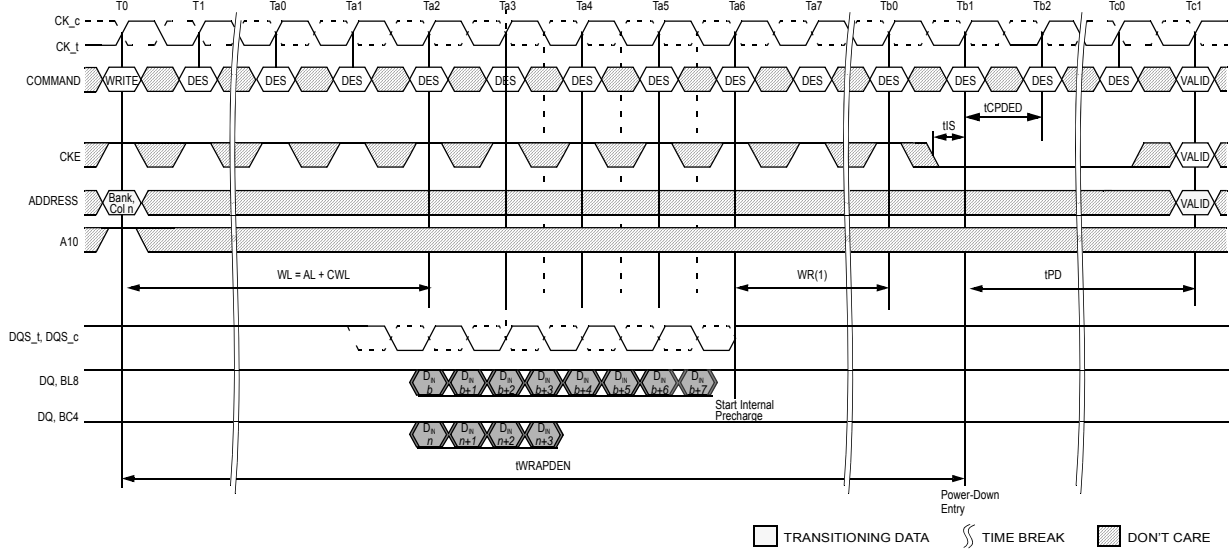 T0 T1 Ta0 Ta1 Ta2 Ta3 Ta4 Ta5 Ta6 Ta7 Tb0 Tb1 Tb2 Tc0 Tc1
CK_c
CK_t
COMMAND WRITE DES DES DES DES DES DES DES DES DES DES DES DES DES VALID
tCPDED
tIS
CKE VALID
ADDRESS Bank, VALID
Col n
A10
WL = AL + CWL WR(1) tPD
DQS_t, DQS_c
DQ, BL8 DIN DIN DIN DIN DIN DIN DIN DIN
b b+1 b+2 b+3 b+4 b+5 b+6 b+7
Start Internal
Precharge
DQ, BC4 DIN DIN DIN DIN
n n+1 n+2 n+3
tWRAPDEN
Power-Down
Entry
TRANSITIONING DATA TIME BREAK DON'T CARE